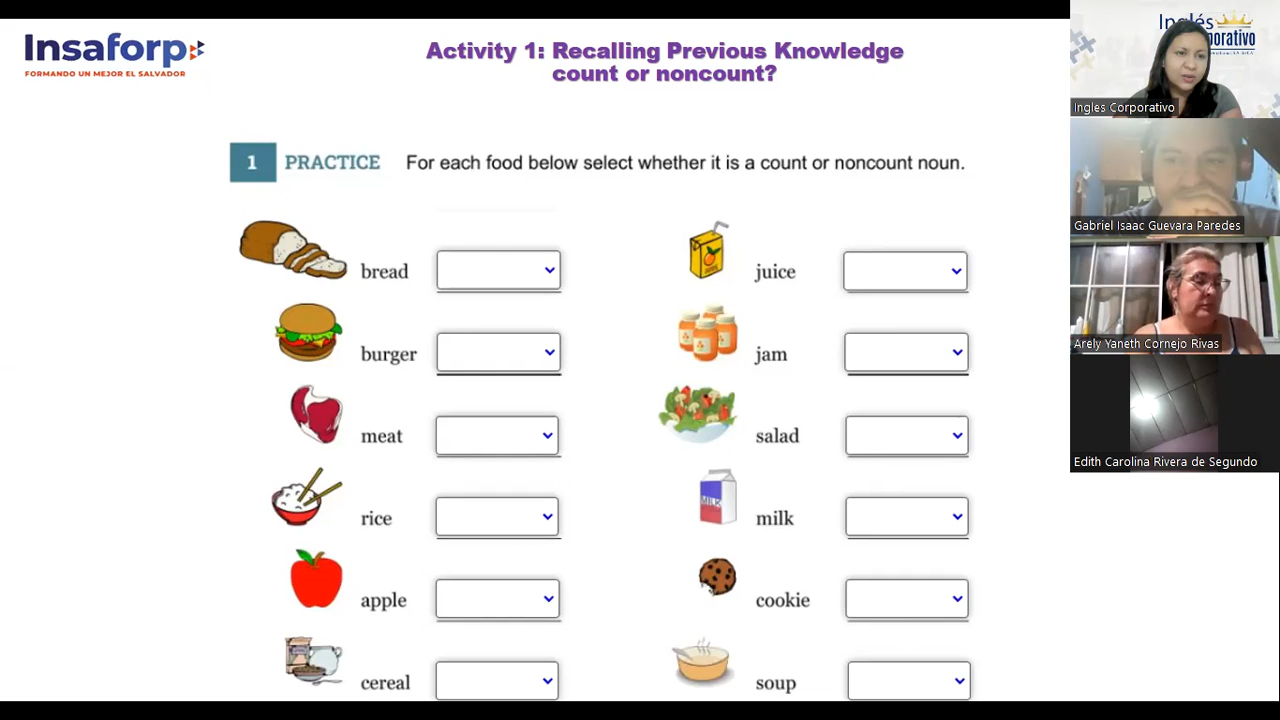 Insaforp
FORMANDO UN MEJOR EL SALVADOR
Activity 1: Recalling Previous Knowledge
count or noncount?
1 PRACTICE For each food below select whether it is a count or noncount noun.
bread
juice
burger
jam
meat
salad
rice
MILK
milk
apple
cookie
cereal
soup
Inglés
Ingles Corporativo
Gabriel Isaac Guevara Paredes
Arely Yaneth Cornejo Rivas
Edith Carolina Rivera de Segundo